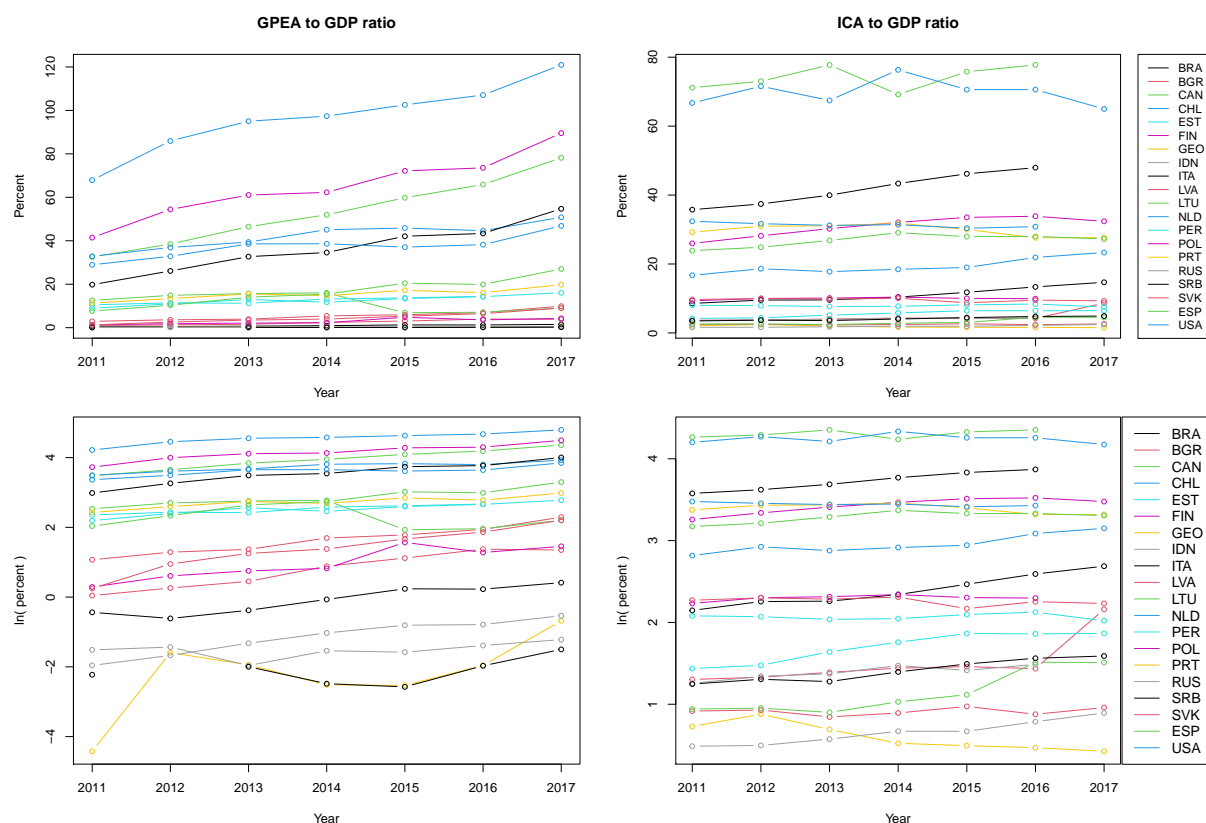 GPEA to GDP ratio
Percent
0 20 40 60 80 100 120
2011 2012 2013 2014 2015 2016 2017
Year
ICA to GDP ratio
Percent
0 20 40 60 80
2011 2012 2013 2014 2015 2016 2017
Year
BRA
BGR
CAN
CHL
EST
FIN
GEO
IDN
ITA
LVA
LTU
NLD
PER
POL
PRT
RUS
SRB
SVK
ESP
USA
ln( percent )
−4 −2 0 2 4
2011 2012 2013 2014 2015 2016 2017
Year
ln( percent )
1 2 3 4
2011 2012 2013 2014 2015 2016 2017
Year
BRA
BGR
CAN
CHL
EST
FIN
GEO
IDN
ITA
LVA
LTU
NLD
PER
POL
PRT
RUS
SRB
SVK
ESP
USA